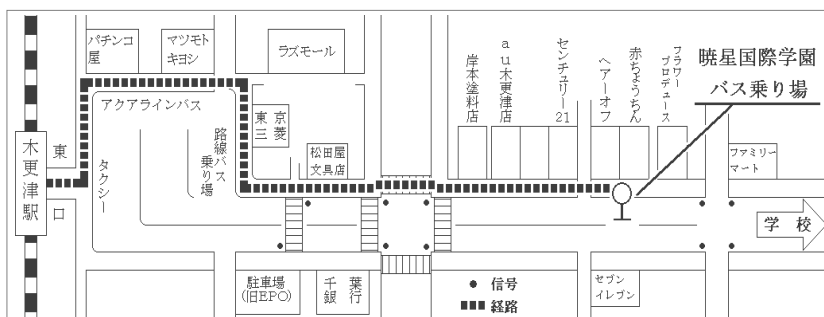 パチンコ
屋
マツモト
キヨシ
ラズモール
岸本塗料店
au木更津店
センチュリー21
ヘアーオフ
赤ちょうちん
フラワー
プロデュース
暁星国際学園
バス乗り場
アクアラインバス
木更津駅
東
口
タクシー
路線バス
乗り場
東京
三菱
松田屋
文具店
ファミリー
マート
学校
駐車場
(旧EPO)
千葉
銀行
信号
経路
セブン
イレブン